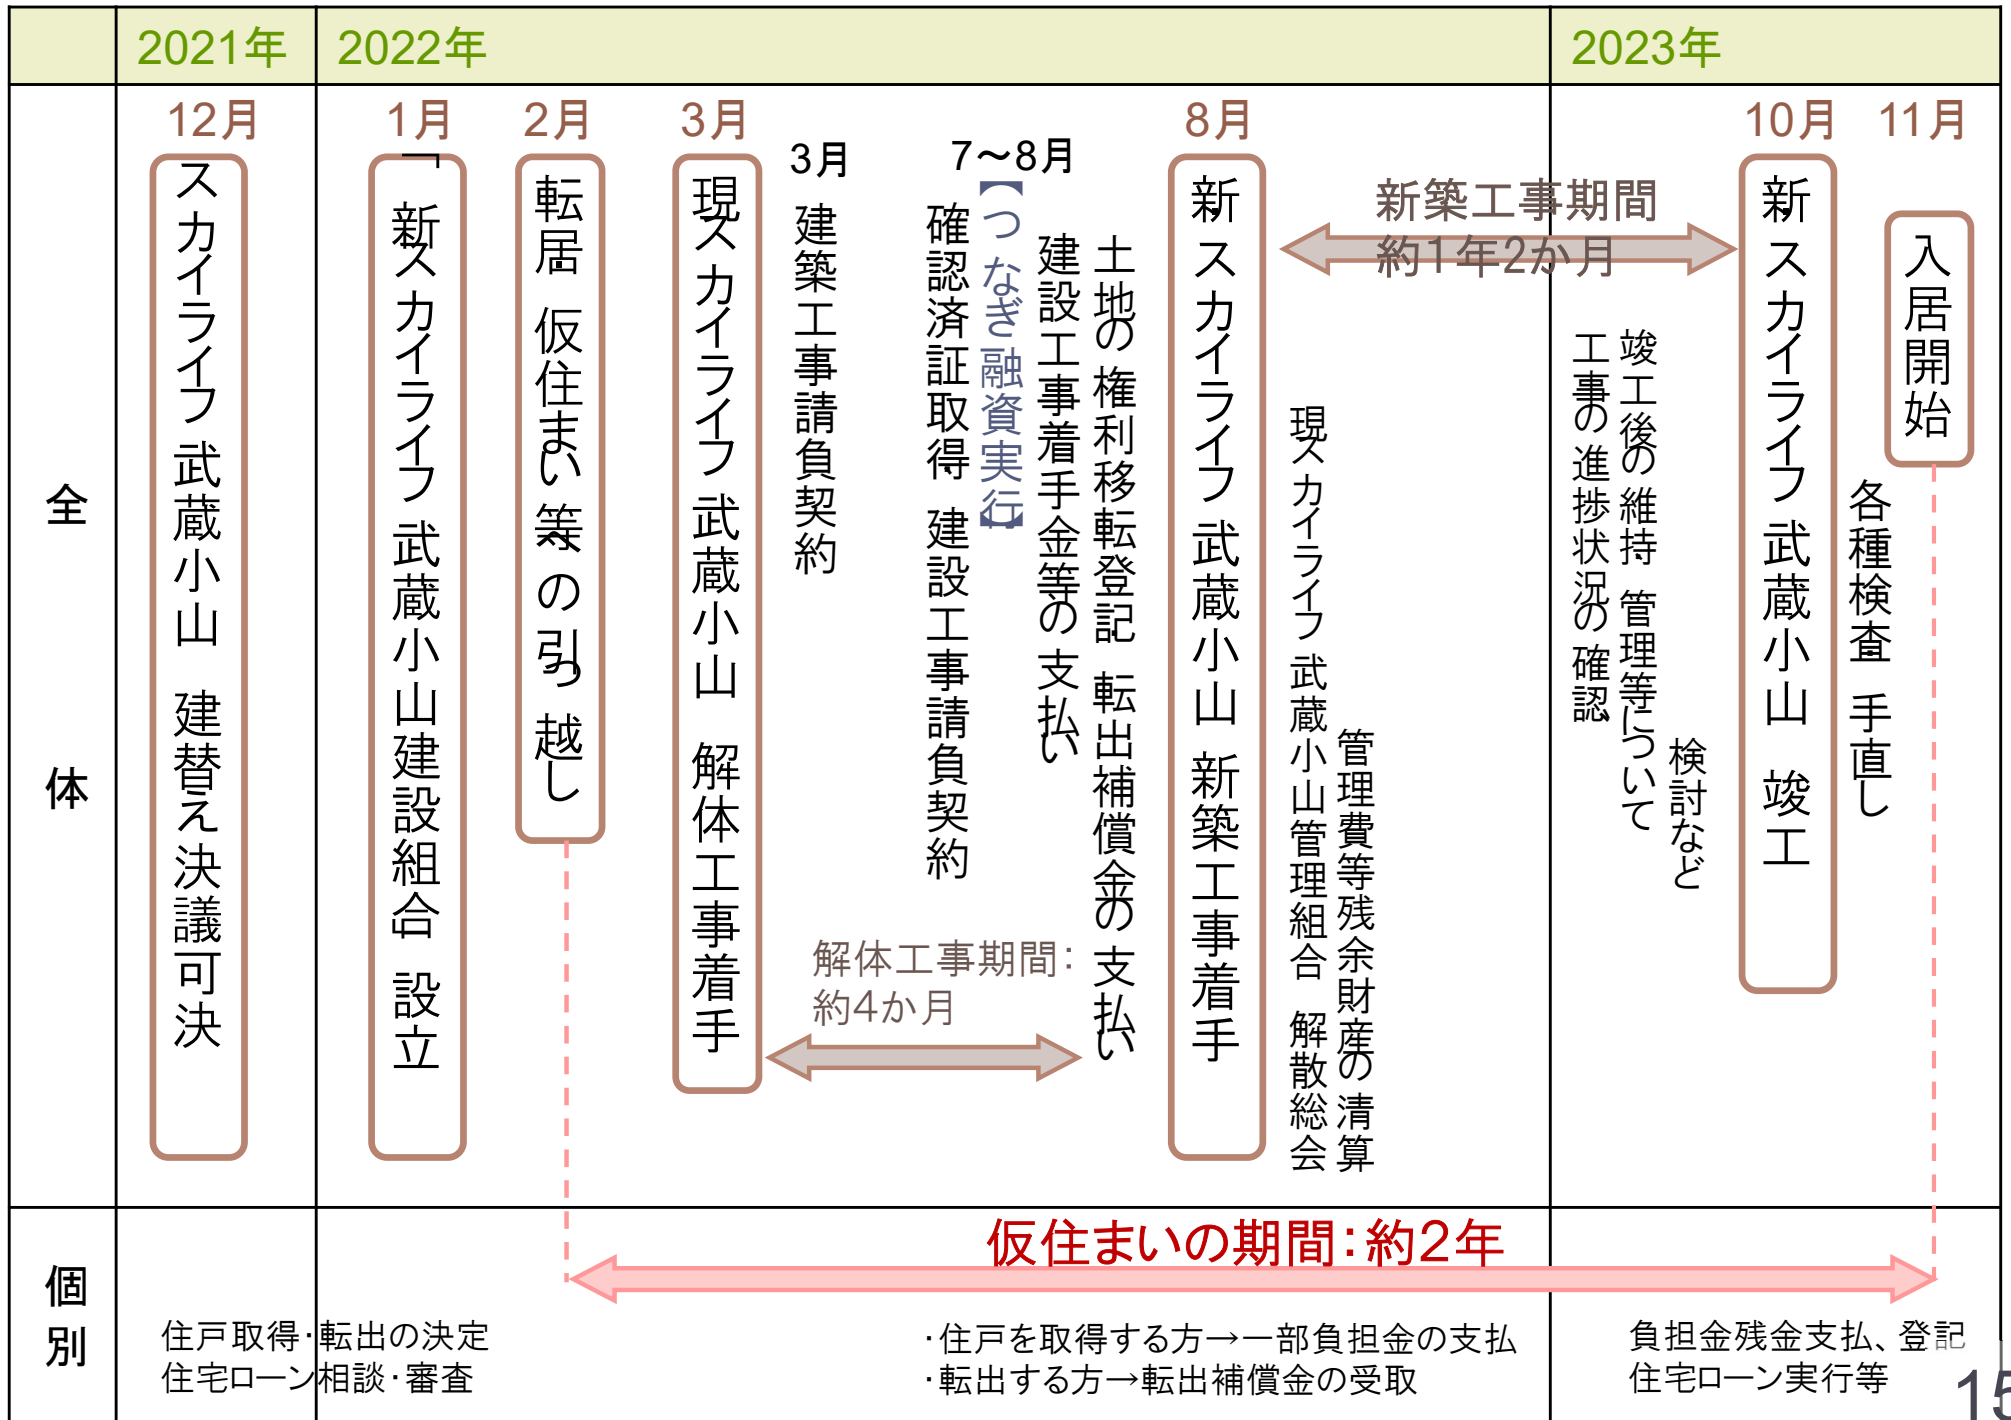 2021年
2022年
2023年
全体
12月
スカイライフ武蔵小山 建替え決議可決
1月
「新スカイライフ武蔵小山建設組合 設立
2月
転居 仮住まい等への引っ越し
3月
現スカイライフ武蔵小山 解体工事着手
3月
建築工事請負契約
解体工事期間：
約4か月
7～8月
確認済証取得 建設工事請負契約
【つなぎ融資実行】
建設工事着手金等の支払い
土地の権利移転登記 転出補償金の支払い
8月
新スカイライフ武蔵小山 新築工事着手
新築工事期間
約1年2か月
現スカイライフ武蔵小山管理組合 解散総会
管理費等残余財産の清算
工事の進捗状況の確認
竣工後の維持 管理等について
検討など
10月
新スカイライフ武蔵小山 竣工
各種検査 手直し
11月
入居開始
個別
仮住まいの期間：約2年
住戸取得・転出の決定
住宅ローン相談・審査
・住戸を取得する方→一部負担金の支払
・転出する方→転出補償金の受取
負担金残金支払、登記
住宅ローン実行等
15